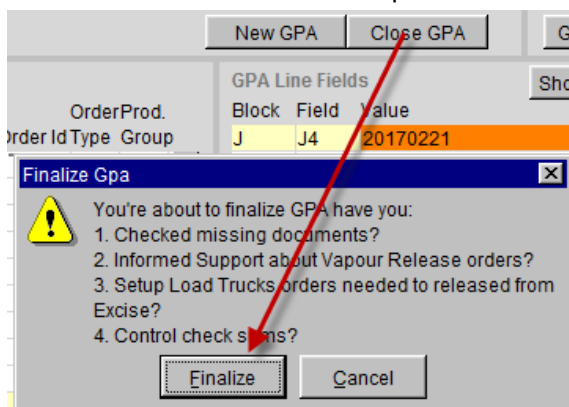 New GPA Close GPA G
GPA Line Fields Sho
OrderProd. Block Field Value
Order Id Type Group J J4 20170221
Finalize Gpa
You're about to finalize GPA have you:
1. Checked missing documents?
2. Informed Support about Vapour Release orders?
3. Setup Load Trucks orders needed to released from
Excise?
4. Control check sums?
Finalize Cancel